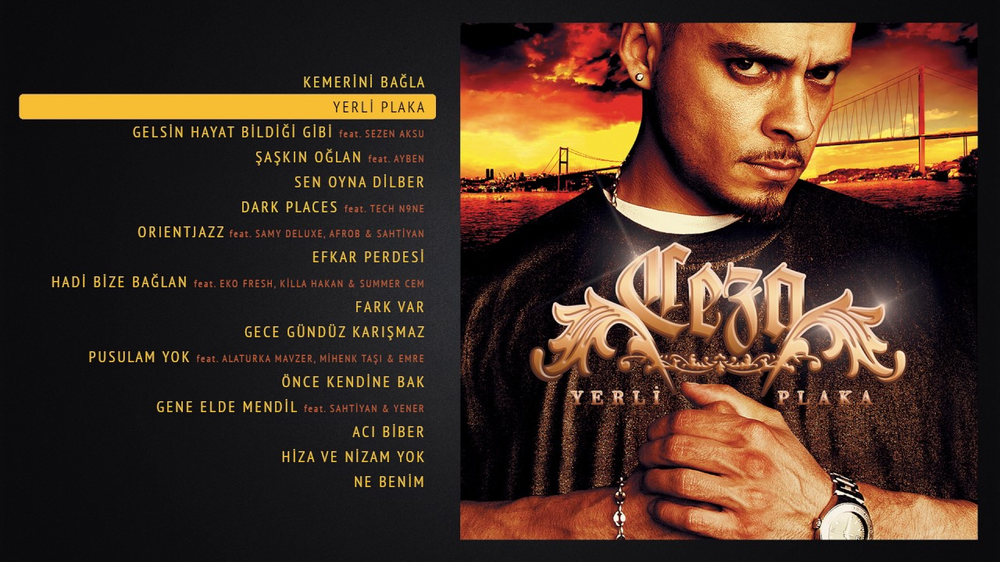 KEMERİNİ BAĞLA
YERLİ PLAKA
GELSİN HAYAT BİLDİĞİ GİBİ feat. SEZEN AKSU
ŞAŞKIN OĞLAN feat. AYBEN
SEN OYNA DİLBER
DARK PLACES feat. TECH N9NE
ORIENTJAZZ feat. SAMY DELUXE, AFROB & SAHTİYAN
EFKAR PERDESİ
HADİ BİZE BAĞLAN feat. EKO FRESH, KİLLA HAKAN & SUMMER CEM
FARK VAR
GECE GÜNDÜZ KARIŞMAZ
PUSULAM YOK feat. ALATURKA MAVZER, MİHENK TAŞI & EMRE
ÖNCE KENDİNE BAK
GENE ELDE MENDİL feat. SAHTİYAN & YENER
ACI BİBER
HİZA VE NİZAM YOK
NE BENİM
Ceza
YERLİ PLAKA